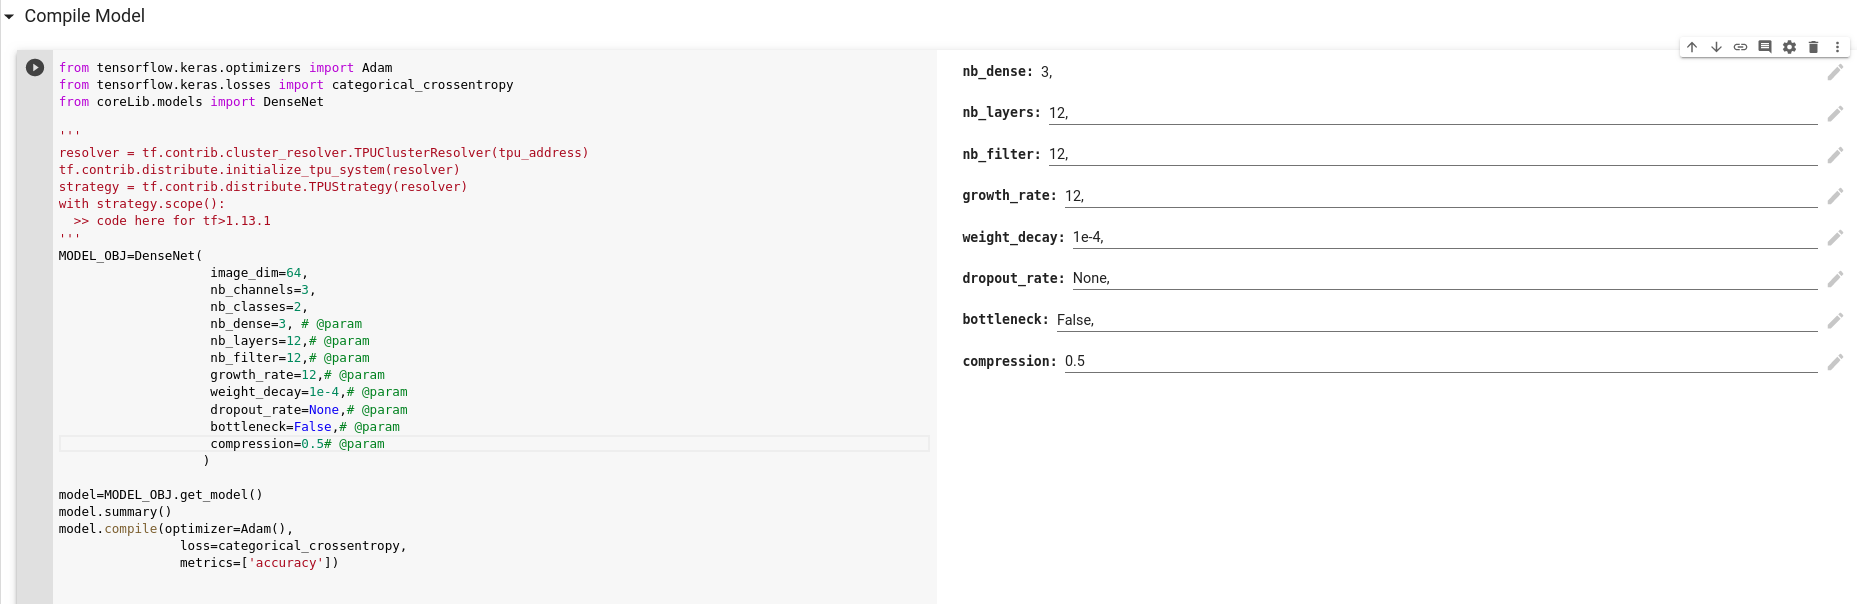 Compile Model
from tensorflow.keras.optimizers import Adam
from tensorflow.keras.losses import categorical_crossentropy
from coreLib.models import DenseNet
'''
resolver = tf.contrib.cluster_resolver.TPUClusterResolver(tpu_address)
tf.contrib.distribute.initialize_tpu_system(resolver)
strategy = tf.contrib.distribute.TPUStrategy(resolver)
with strategy.scope():
  >> code here for tf>1.13.1
'''
MODEL_OBJ=DenseNet(
                    image_dim=64,
                    nb_channels=3,
                    nb_classes=2,
                    nb_dense=3, # @param
                    nb_layers=12,# @param
                    nb_filter=12,# @param
                    growth_rate=12,# @param
                    weight_decay=1e-4,# @param
                    dropout_rate=None,# @param
                    bottleneck=False,# @param
                    compression=0.5# @param
                   )
model=MODEL_OBJ.get_model()
model.summary()
model.compile(optimizer=Adam(),
                loss=categorical_crossentropy,
                metrics=['accuracy'])
nb_dense: 3,
nb_layers: 12,
nb_filter: 12,
growth_rate: 12,
weight_decay: 1e-4,
dropout_rate: None,
bottleneck: False,
compression: 0.5